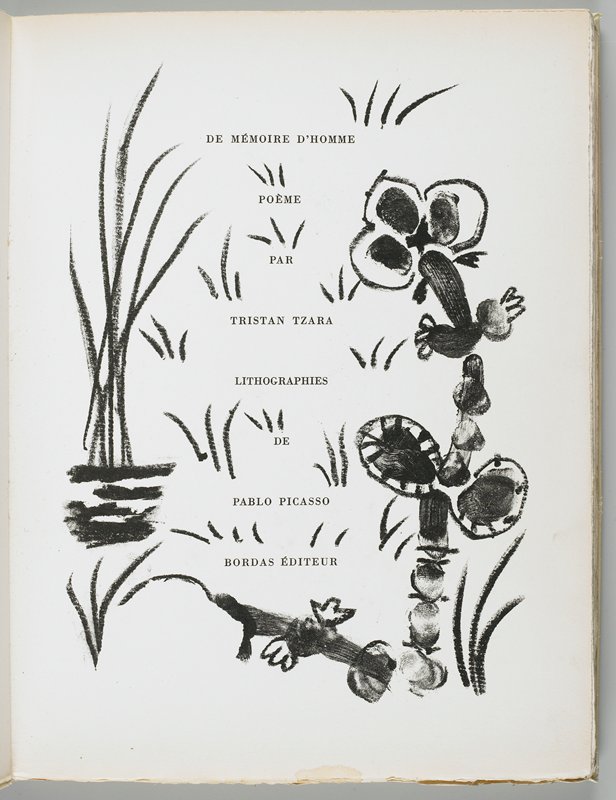 DE MÉMOIRE D'HOMME
POÈME
PAR
TRISTAN TZARA
LITHOGRAPHIES
DE
PABLO PICASSO
BORDAS ÉDITEUR